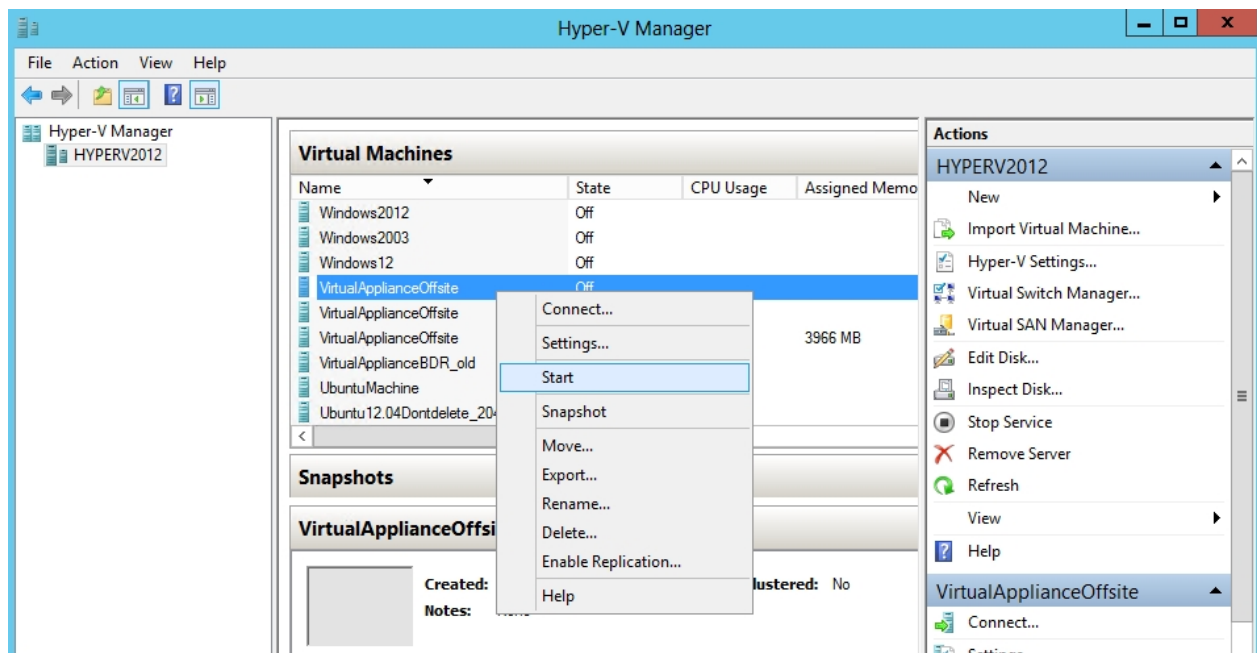 Hyper-V Manager
File Action View Help
Hyper-V Manager
HYPERV2012
Virtual Machines
Name State CPU Usage Assigned Memo
Windows2012 Off
Windows2003 Off
Windows12 Off
VirtualApplianceOffsite Off
VirtualApplianceOffsite
VirtualApplianceOffsite 3966 MB
VirtualApplianceBDR_old
UbuntuMachine
Ubuntu12.04Dontdelete_204
Connect...
Settings...
Start
Snapshot
Move...
Export...
Rename...
Delete...
Enable Replication...
Help
Snapshots
VirtualApplianceOffsi
Created:
lustered: No
Notes:
Actions
HYPERV2012
New
Import Virtual Machine...
Hyper-V Settings...
Virtual Switch Manager...
Virtual SAN Manager...
Edit Disk...
Inspect Disk...
Stop Service
Remove Server
Refresh
View
Help
VirtualApplianceOffsite
Connect...